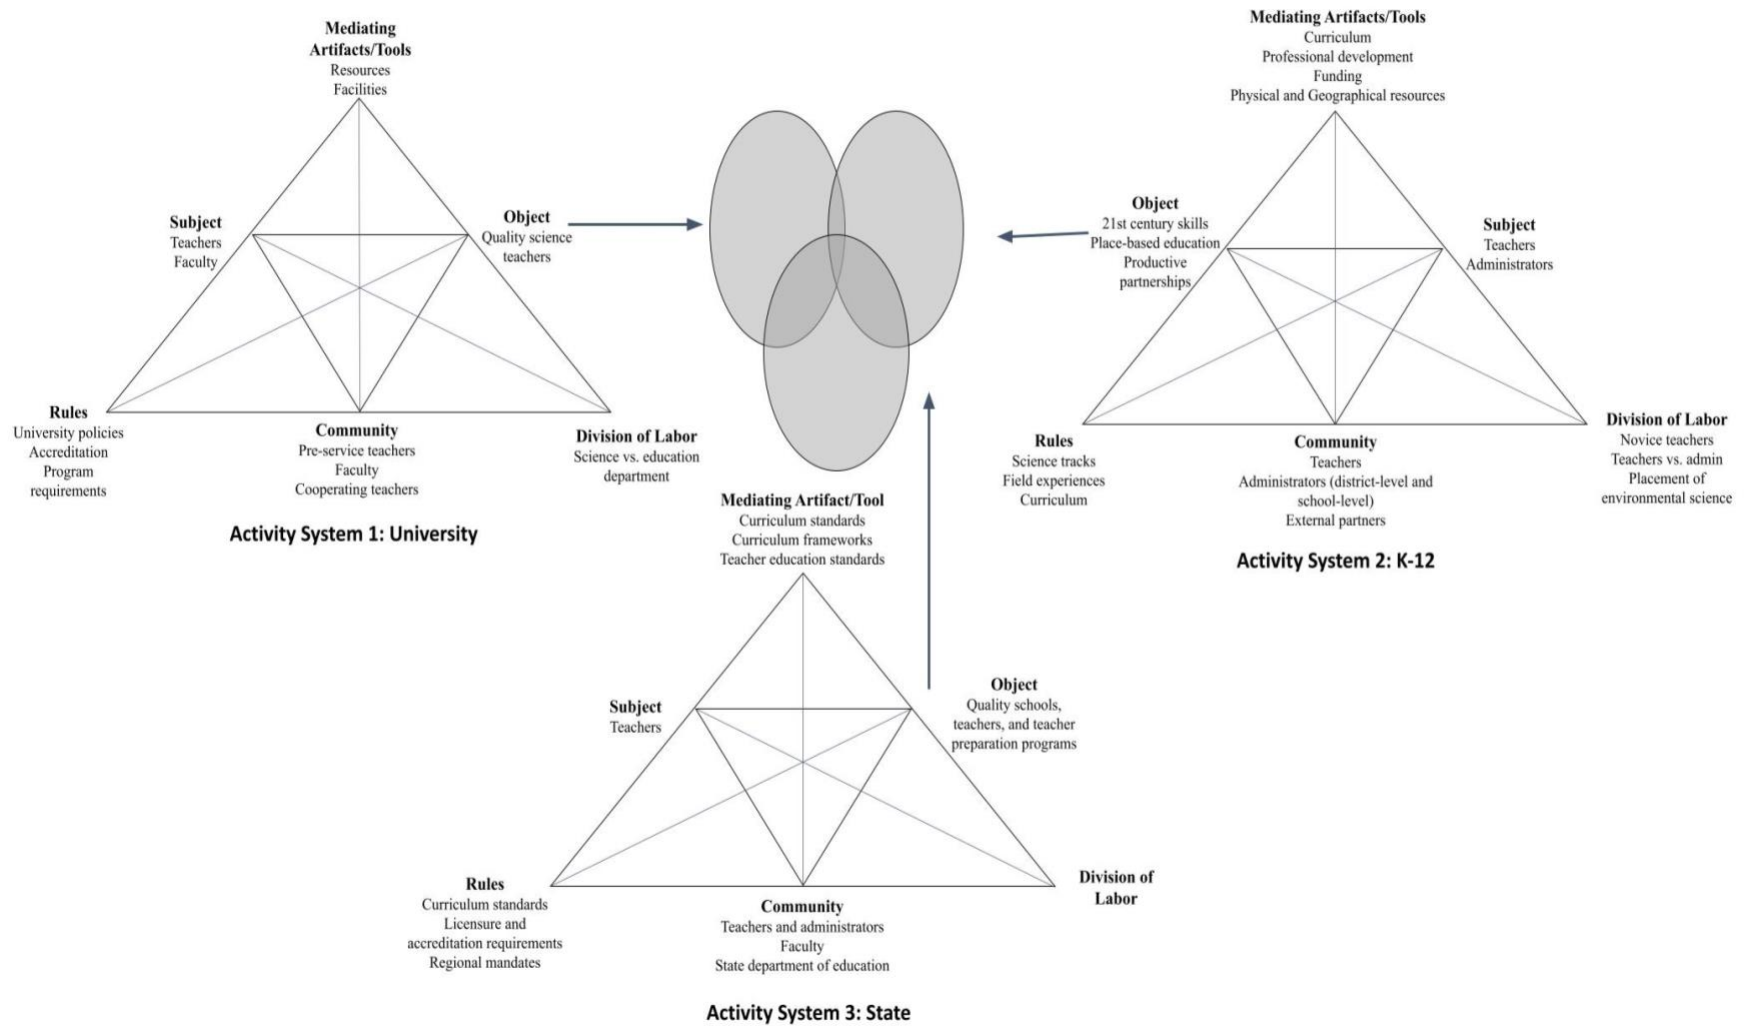 Mediating
Artifacts/Tools
Resources
Facilities
Subject
Teachers
Faculty
Object
Quality science
teachers
Rules
University policies
Accreditation
Program
requirements
Community
Pre-service teachers
Faculty
Cooperating teachers
Division of Labor
Science vs. education
department
Activity System 1: University
Mediating Artifacts/Tools
Curriculum
Professional development
Funding
Physical and Geographical resources
Object
21st century skills
Place-based education
Productive
partnerships
Subject
Teachers
Administrators
Rules
Science tracks
Field experiences
Curriculum
Community
Teachers
Administrators (district-level and
school-level)
External partners
Division of Labor
Novice teachers
Teachers vs. admin
Placement of
environmental science
Activity System 2: K-12
Mediating Artifact/Tool
Curriculum standards
Curriculum frameworks
Teacher education standards
Subject
Teachers
Object
Quality schools,
teachers, and teacher
preparation programs
Rules
Curriculum standards
Licensure and
accreditation requirements
Regional mandates
Community
Teachers and administrators
Faculty
State department of education
Division of
Labor
Activity System 3: State